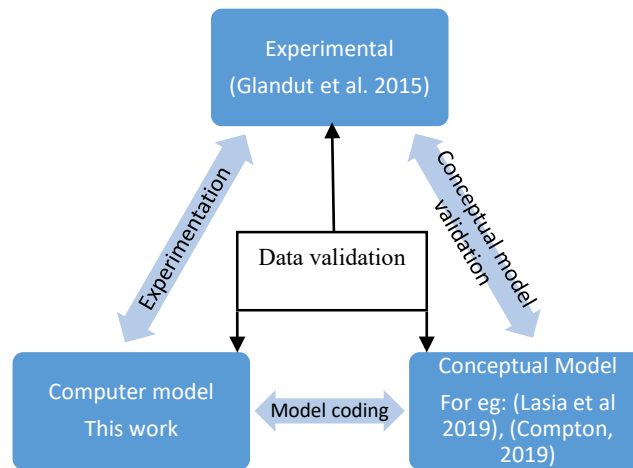 Experimental
(Glandut et al. 2015)
Experimentation
Conceptual model
validation
Data validation
Computer model
This work
Model coding
Conceptual Model
For eg: (Lasia et al
2019), (Compton,
2019)